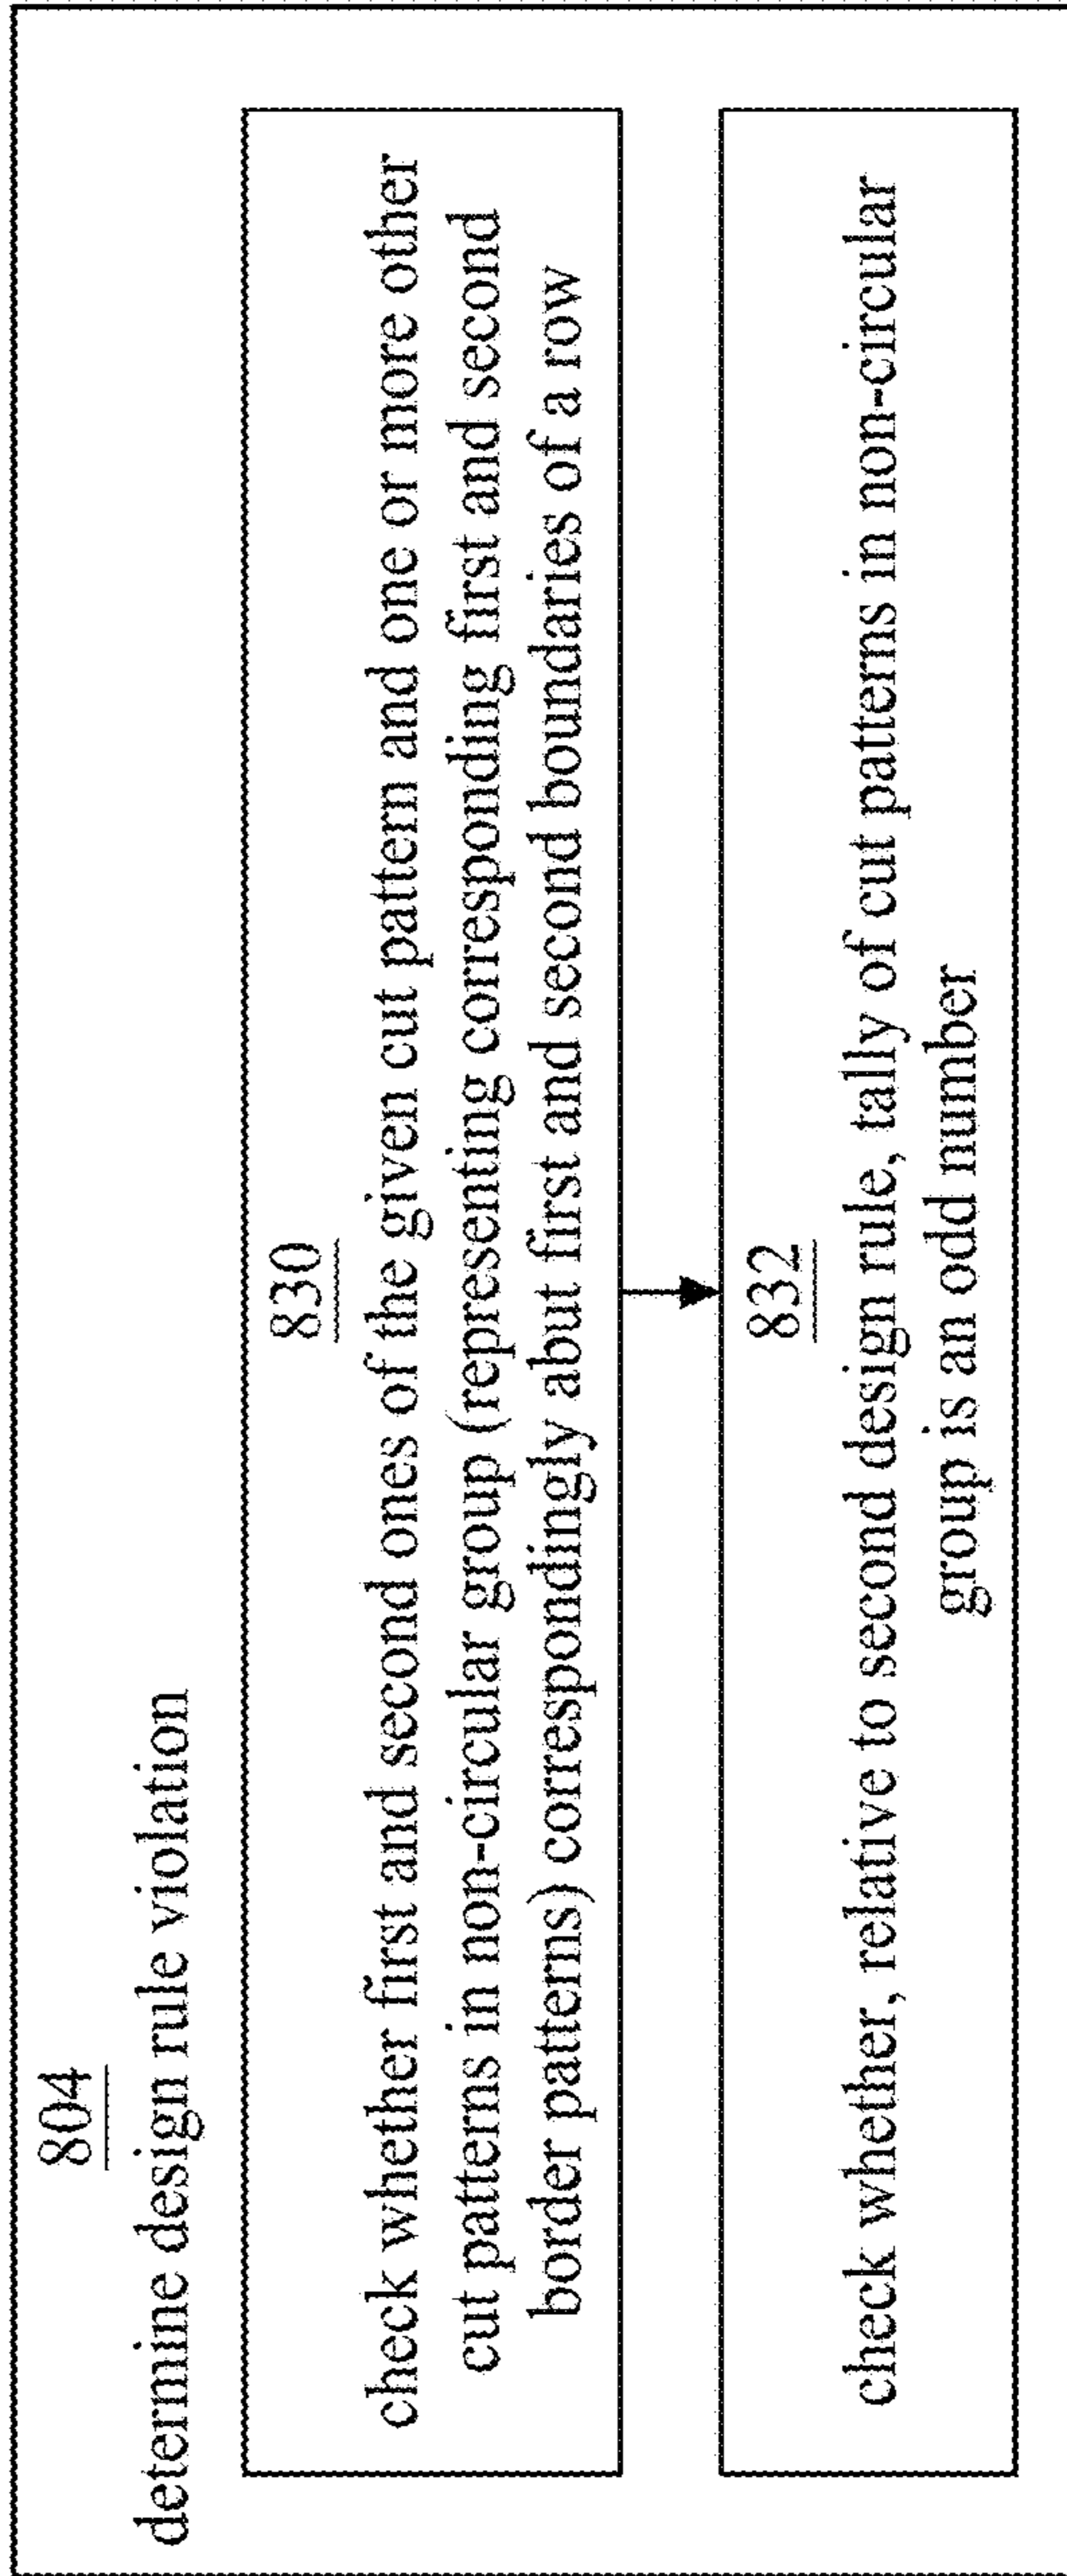 804
determine design rule violation
830
check whether first and second ones of the given cut pattern and one or more other
cut patterns in non-circular group (representing corresponding first and second
border patterns) correspondingly abut first and second boundaries of a row
832
check whether, relative to second design rule, tally of cut patterns in non-circular
group is an odd number